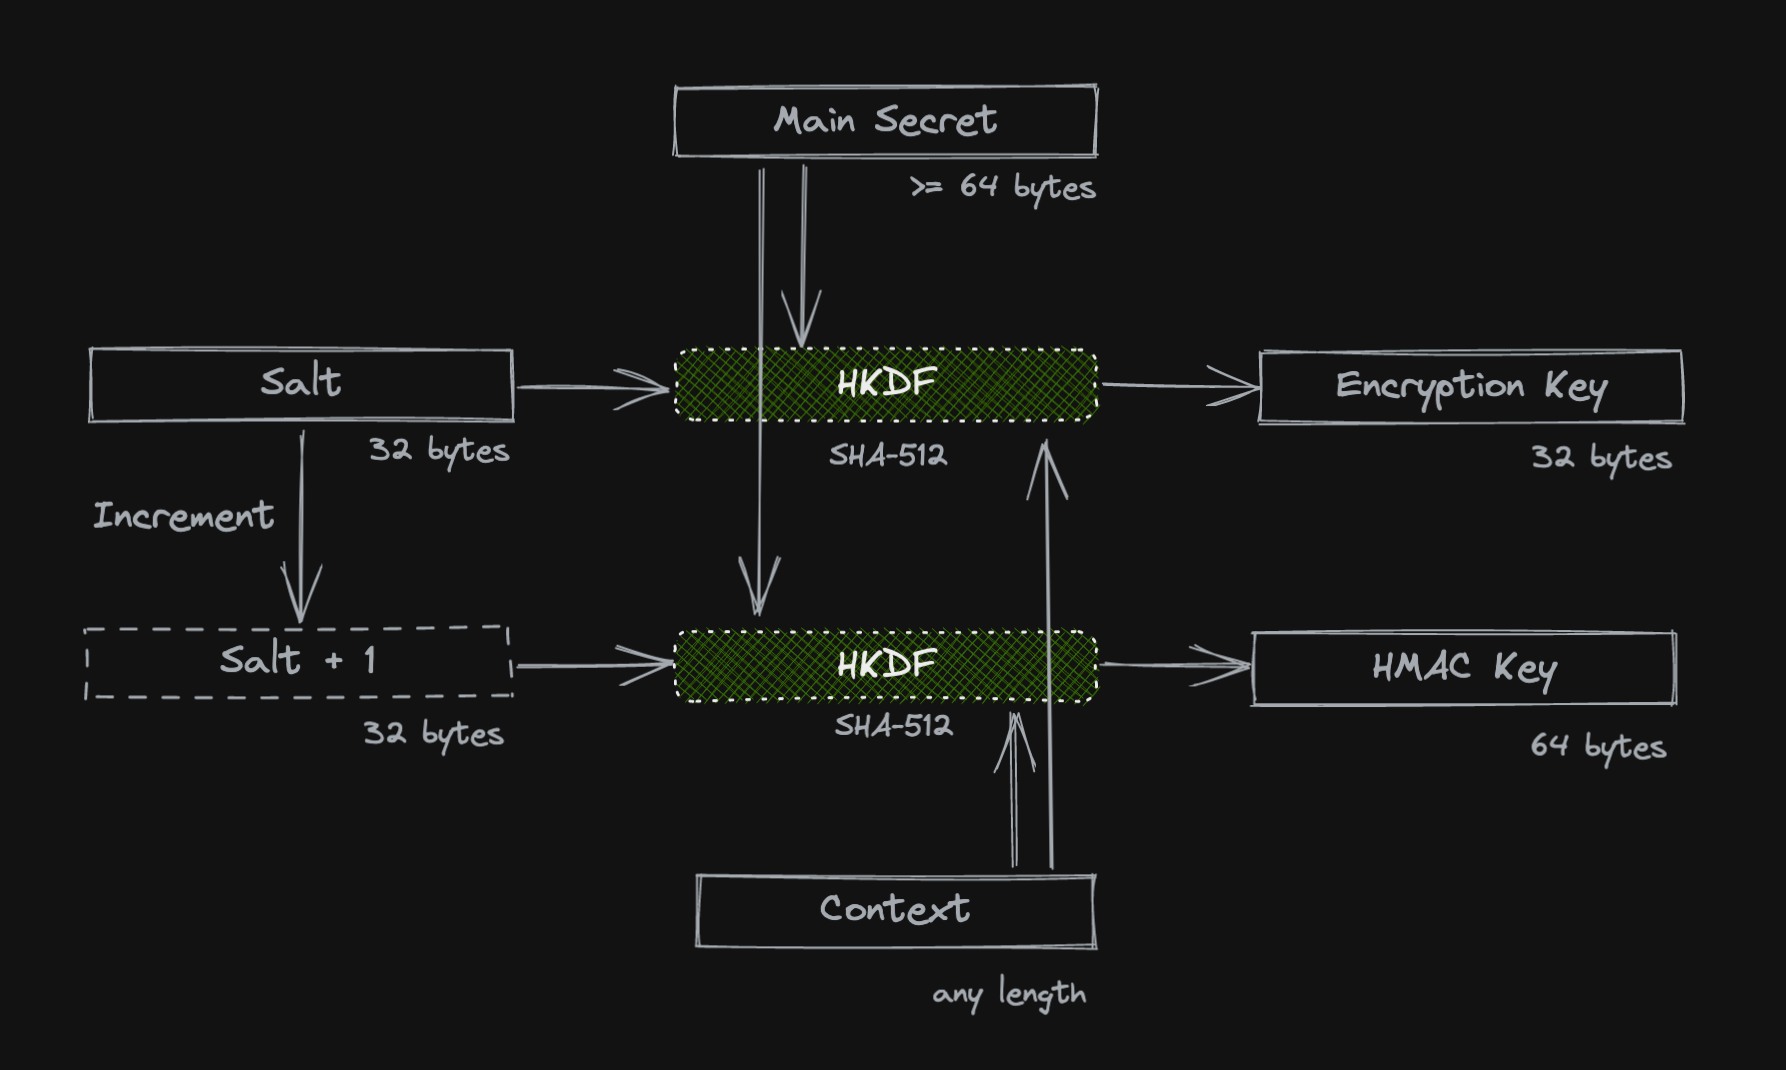 Main Secret
>= 64 bytes
Salt
HKDF
Encryption Key
32 bytes
SHA-512
32 bytes
Increment
Salt + 1
HKDF
HMAC Key
32 bytes
SHA-512
64 bytes
Context
any length